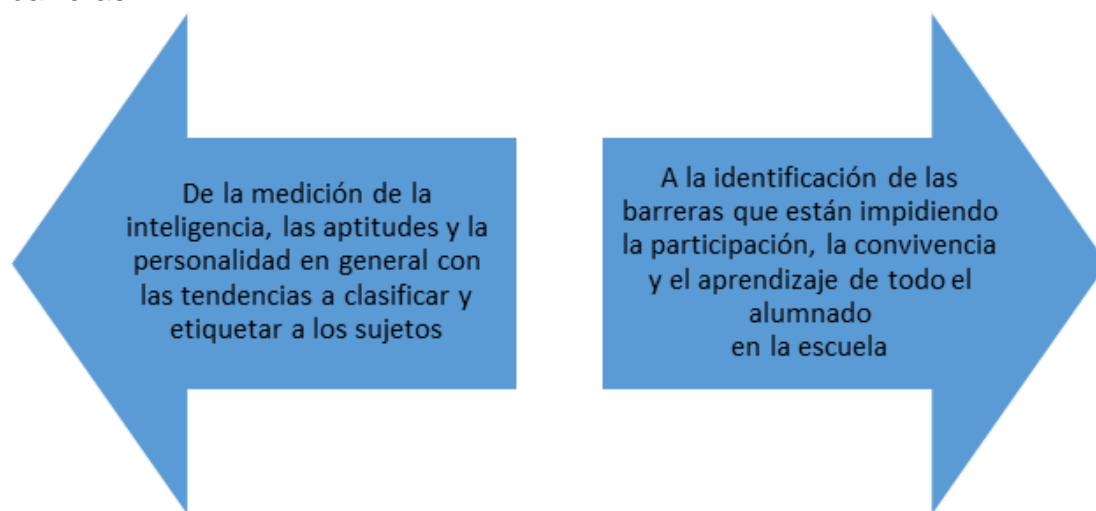 De la medición de la
inteligencia, las aptitudes y la
personalidad en general con
las tendencias a clasificar y
etiquetar a los sujetos
A la identificación de las
barreras que están impidiendo
la participación, la convivencia
y el aprendizaje de todo el
alumnado
en la escuela